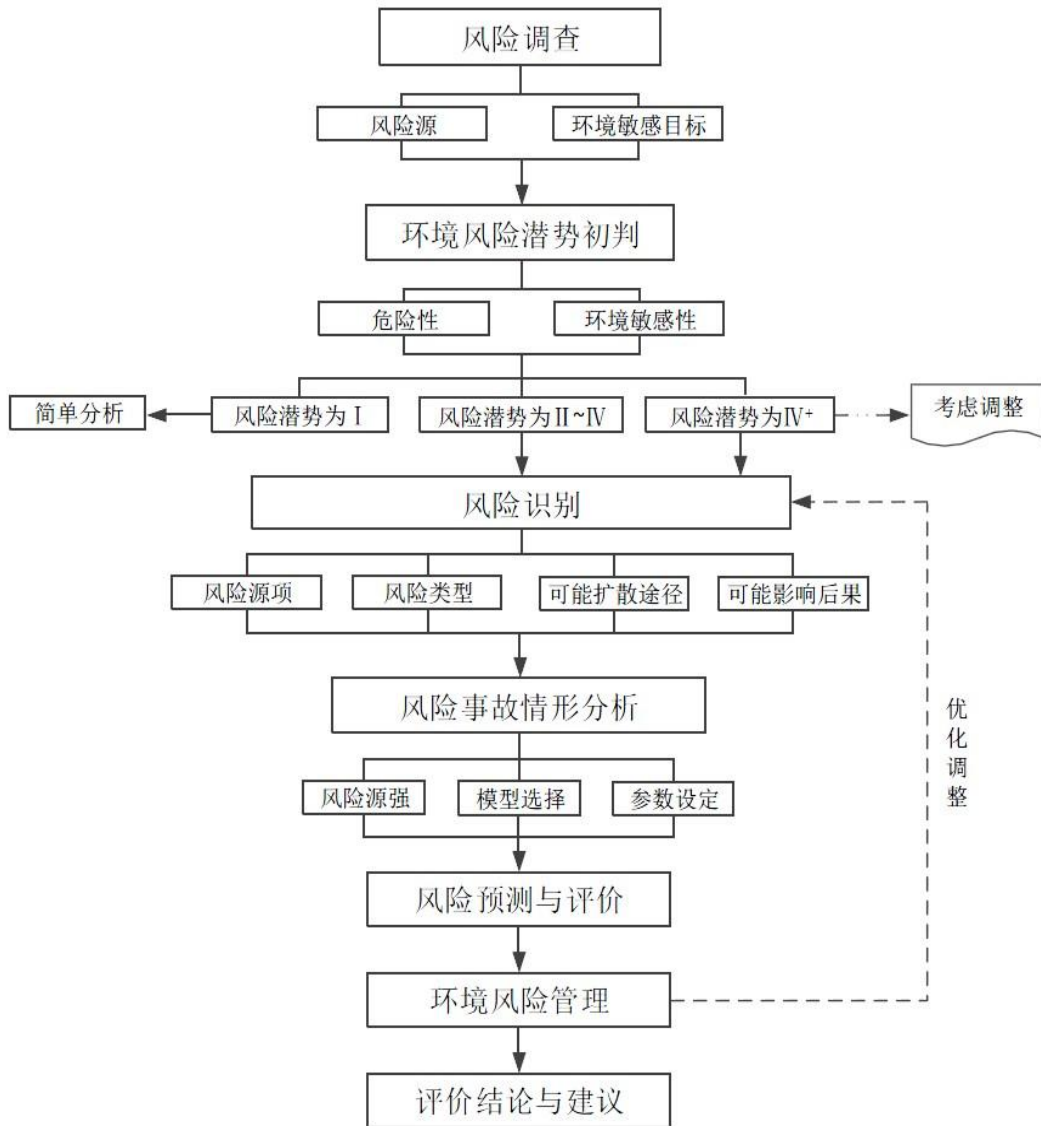 风险调查
风险源
环境敏感目标
环境风险潜势初判
危险性
环境敏感性
简单分析
风险潜势为Ⅰ
风险潜势为Ⅱ~Ⅳ
风险潜势为Ⅳ⁺
考虑调整
风险识别
风险源项
风险类型
可能扩散途径
可能影响后果
风险事故情形分析
风险源强
模型选择
参数设定
优化调整
风险预测与评价
环境风险管理
评价结论与建议